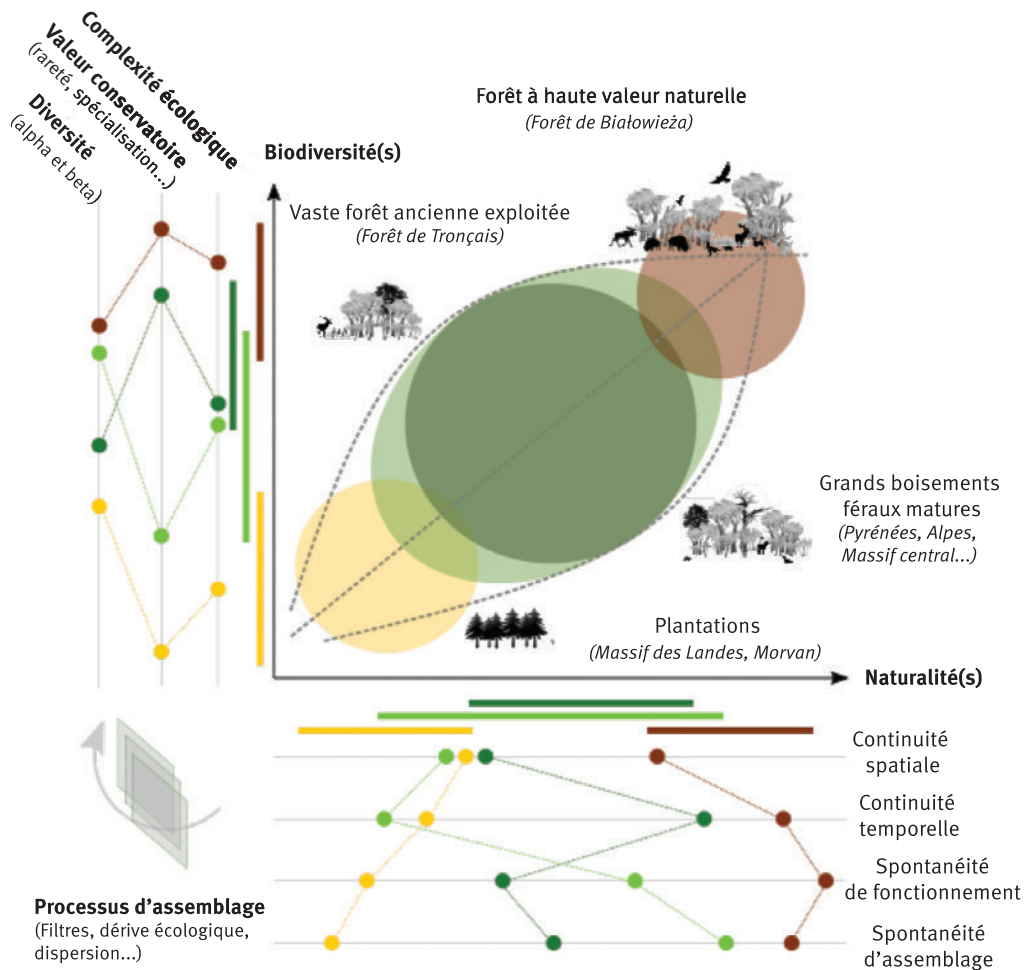 Complexité écologique
Valeur conservatoire
(rareté, spécialisation...)
Diversité
(alpha et beta)
Biodiversité(s)
Forêt à haute valeur naturelle
(Forêt de Białowieża)
Vaste forêt ancienne exploitée
(Forêt de Tronçais)
Grands boisements
féraux matures
(Pyrénées, Alpes,
Massif central...)
Plantations
(Massif des Landes, Morvan)
Naturalité(s)
Continuité
spatiale
Continuité
temporelle
Spontanéité
de fonctionnement
Spontanéité
d’assemblage
Processus d’assemblage
(Filtres, dérive écologique,
dispersion...)